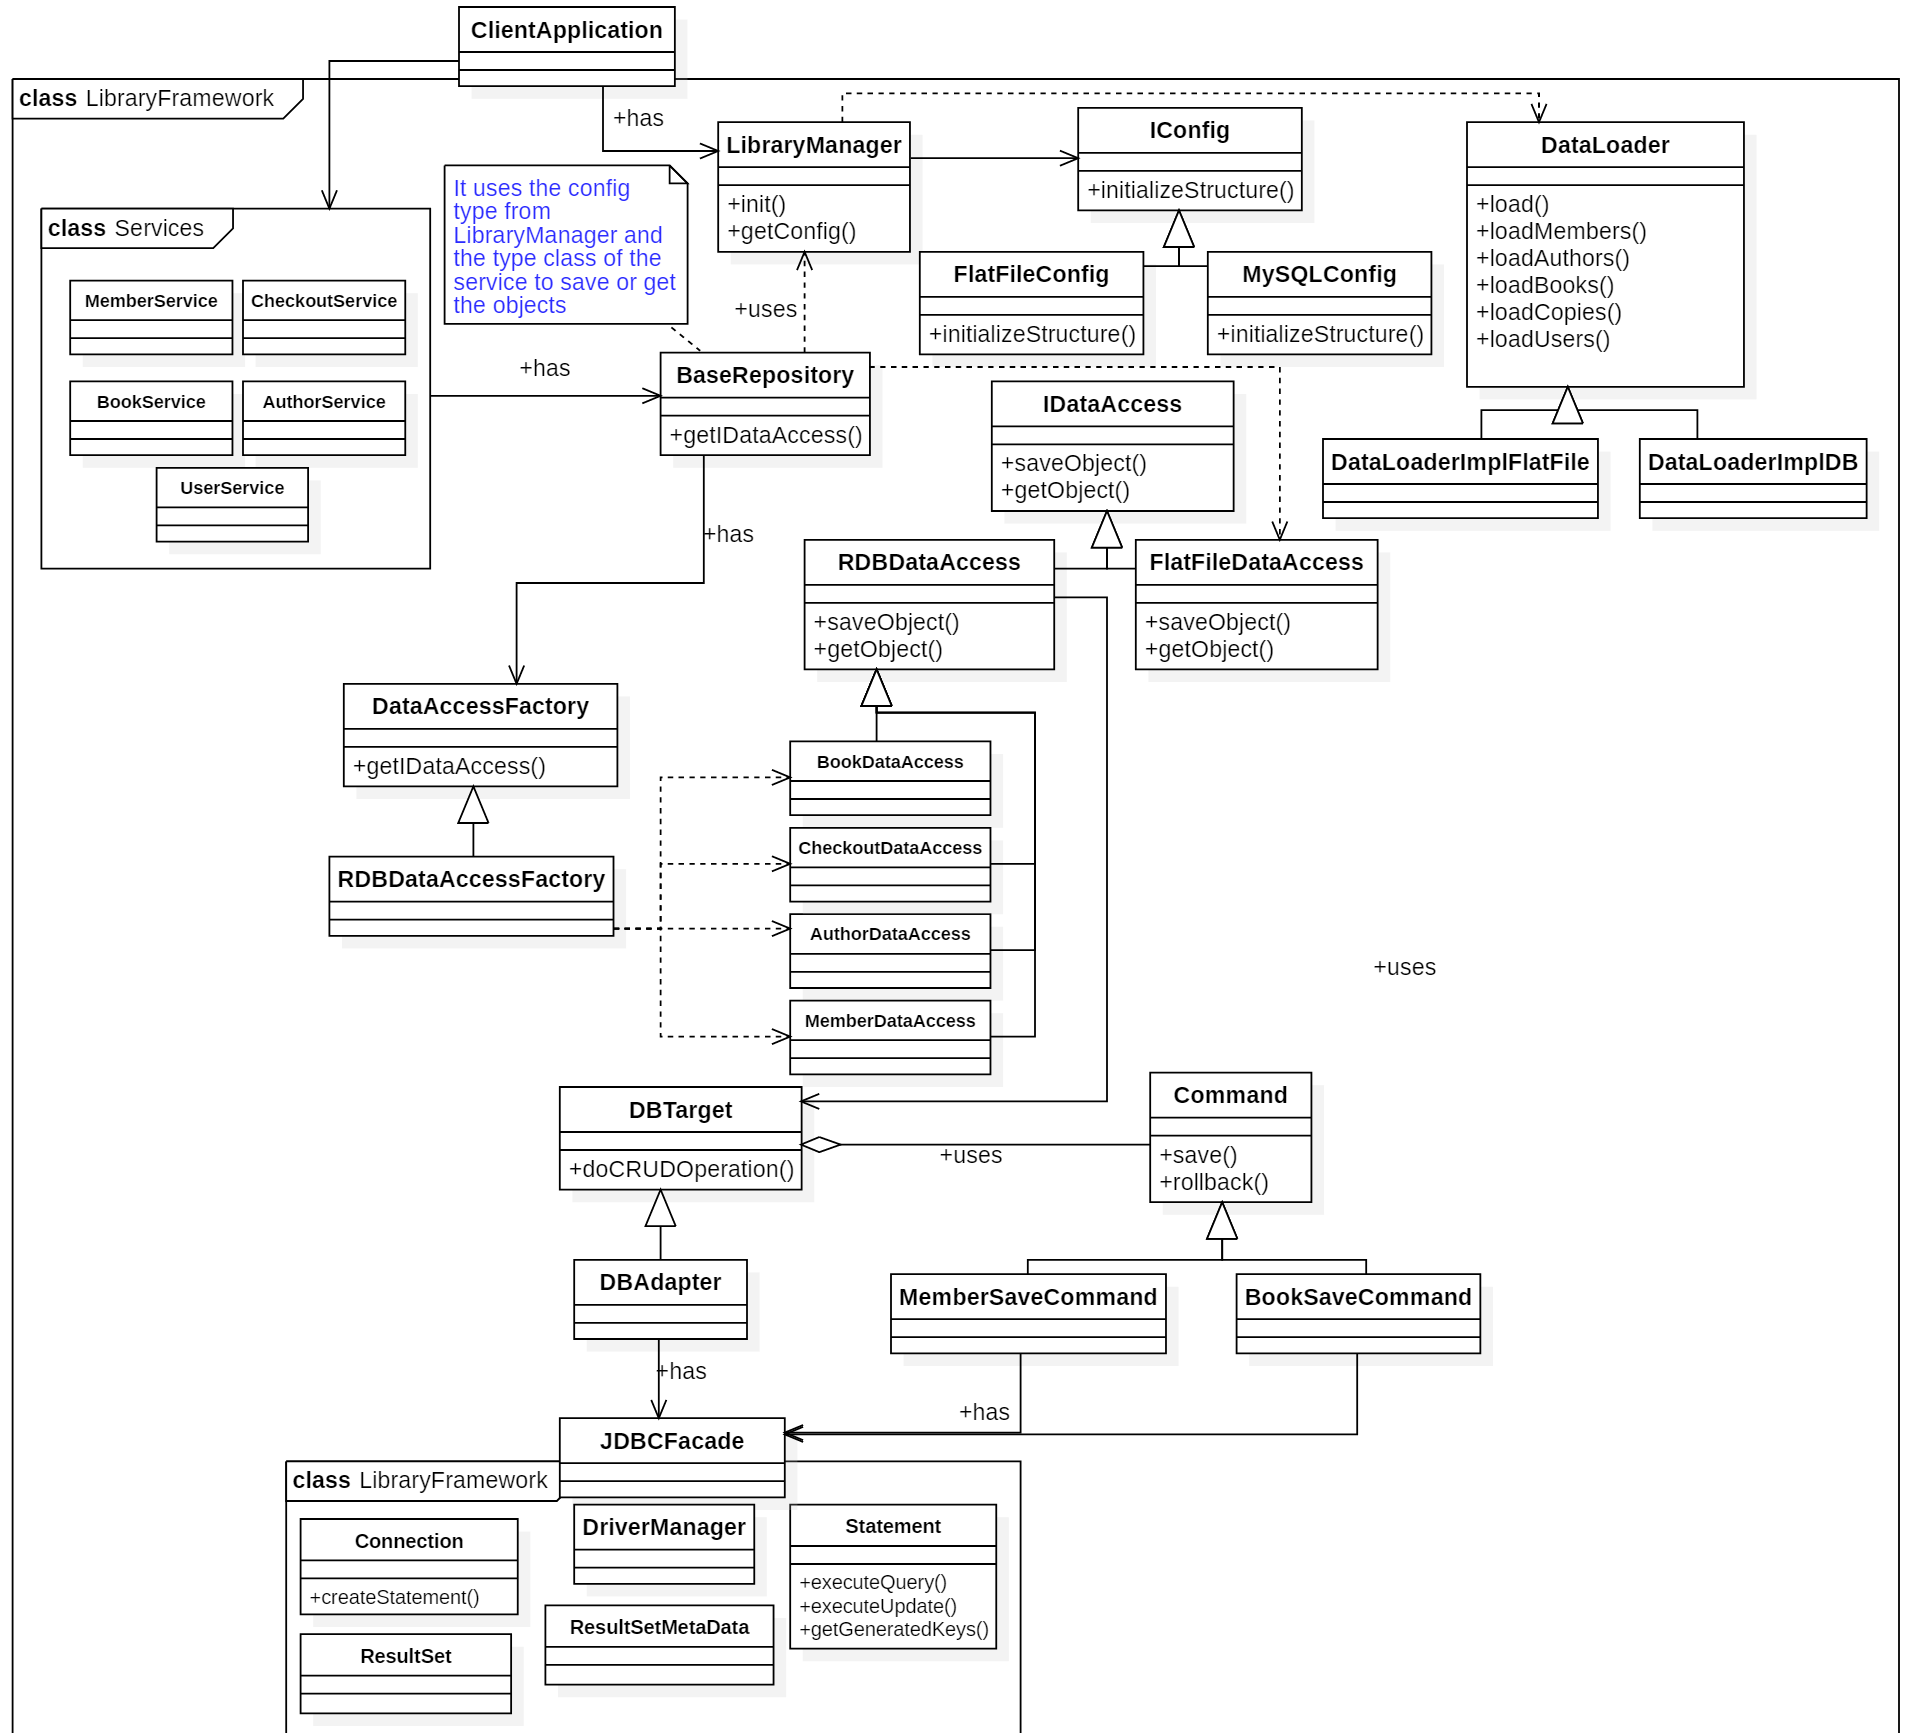 ClientApplication
class LibraryFramework
+has
LibraryManager
+init()
+getConfig()
IConfig
+initializeStructure()
DataLoader
+load()
+loadMembers()
+loadAuthors()
+loadBooks()
+loadCopies()
+loadUsers()
It uses the config
type from
LibraryManager and
the type class of the
service to save or get
the objects
class Services
MemberService
CheckoutService
BookService
AuthorService
UserService
FlatFileConfig
+initializeStructure()
MySQLConfig
+initializeStructure()
+uses
+has
BaseRepository
+getIDataAccess()
IDataAccess
+saveObject()
+getObject()
DataLoaderImplFlatFile
DataLoaderImplDB
+has
RDBDataAccess
+saveObject()
+getObject()
FlatFileDataAccess
+saveObject()
+getObject()
DataAccessFactory
+getIDataAccess()
RDBDataAccessFactory
BookDataAccess
CheckoutDataAccess
AuthorDataAccess
MemberDataAccess
+uses
DBTarget
+doCRUDOperation()
+uses
Command
+save()
+rollback()
DBAdapter
MemberSaveCommand
BookSaveCommand
+has
+has
JDBCFacade
class LibraryFramework
Connection
+createStatement()
DriverManager
Statement
+executeQuery()
+executeUpdate()
+getGeneratedKeys()
ResultSetMetaData
ResultSet